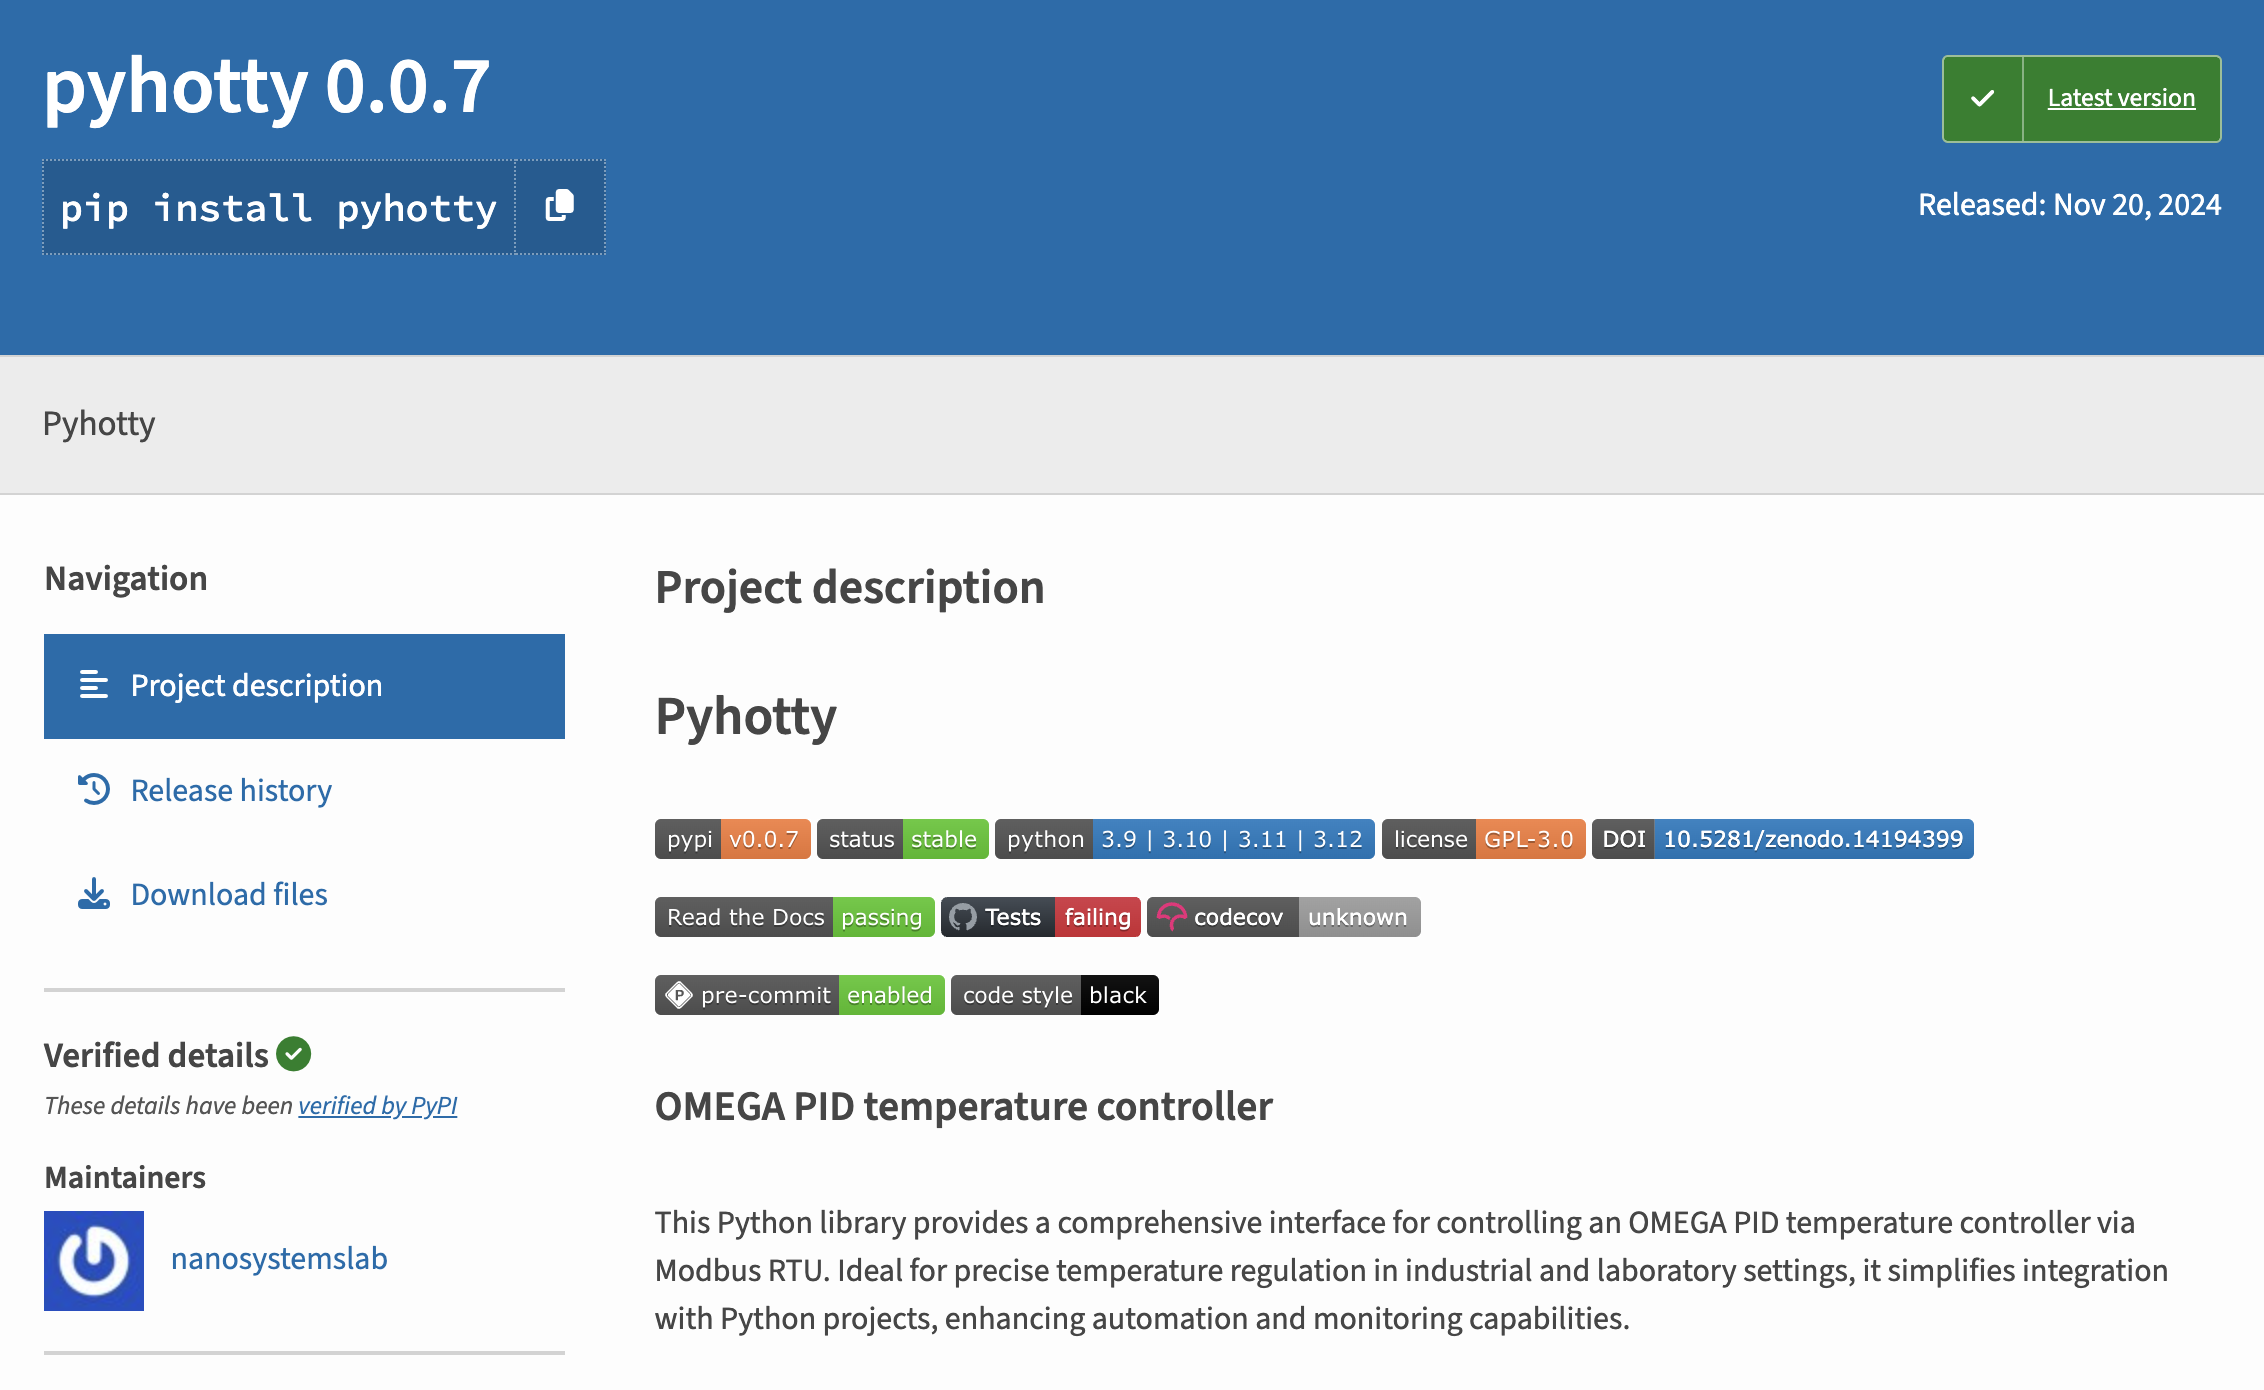 pyhotty 0.0.7
Latest version
pip install pyhotty
Released: Nov 20, 2024
Pyhotty
Navigation
Project description
Release history
Download files
Verified details
These details have been verified by PyPI
Maintainers
nanosystemslab
Project description
Pyhotty
pypi v0.0.7 status stable python 3.9 | 3.10 | 3.11 | 3.12 license GPL-3.0 DOI 10.5281/zenodo.14194399
Read the Docs passing Tests failing codecov unknown
pre-commit enabled code style black
OMEGA PID temperature controller
This Python library provides a comprehensive interface for controlling an OMEGA PID temperature controller via
Modbus RTU. Ideal for precise temperature regulation in industrial and laboratory settings, it simplifies integration
with Python projects, enhancing automation and monitoring capabilities.